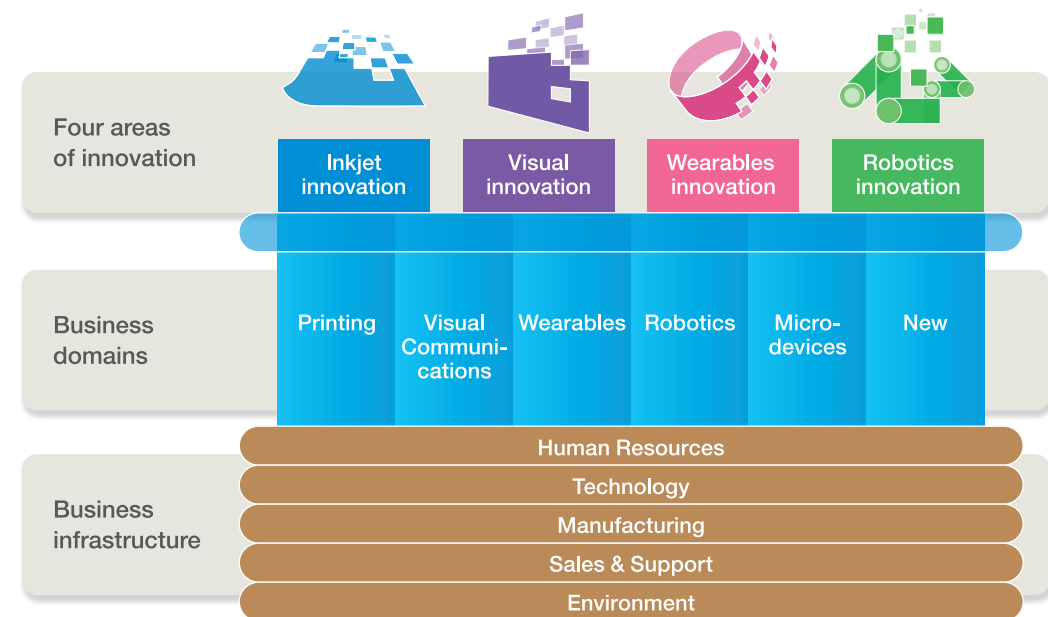 Four areas
of innovation
Inkjet
innovation
Visual
innovation
Wearables
innovation
Robotics
innovation
Business
domains
Printing
Visual
Communi-
cations
Wearables
Robotics
Micro-
devices
New
Business
infrastructure
Human Resources
Technology
Manufacturing
Sales & Support
Environment